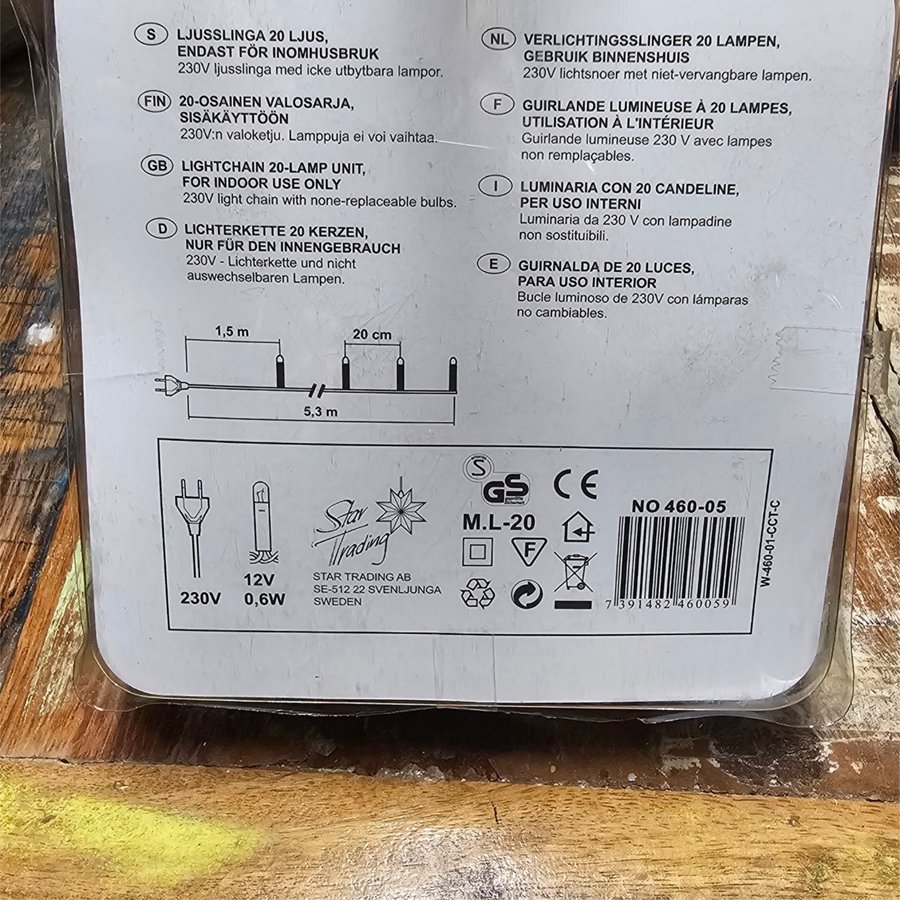 S LJUSSLINGA 20 LJUS,
ENDAST FÖR INOMHUSBRUK
230V ljusslinga med icke utbytbara lampor.
FIN 20-OSAINEN VALOSARJA,
SISÄKÄYTTÖÖN
230V:n valoketju. Lamppuja ei voi vaihtaa.
GB LIGHTCHAIN 20-LAMP UNIT,
FOR INDOOR USE ONLY
230V light chain with none-replaceable bulbs.
D LICHTERKETTE 20 KERZEN,
NUR FÜR DEN INNENGEBRAUCH
230V - Lichterkette und nicht
auswechselbaren Lampen.
NL VERLICHTINGSSLINGER 20 LAMPEN,
GEBRUIK BINNENSHUIS
230V lichtsnoer met niet-vervangbare lampen.
F GUIRLANDE LUMINEUSE À 20 LAMPES,
UTILISATION À L'INTÉRIEUR
Guirlande lumineuse 230 V avec lampes
non remplaçables.
I LUMINARIA CON 20 CANDELINE,
PER USO INTERNI
Luminaria da 230 V con lampadine
non sostituibili.
E GUIRNALDA DE 20 LUCES,
PARA USO INTERIOR
Bucle luminoso de 230V con lámparas
no cambiables.
1,5 m 20 cm
5,3 m
230V
12V
0,6W
Star
Trading
STAR TRADING AB
SE-512 22 SVENLJUNGA
SWEDEN
S
GS CE
M.L-20
F
NO 460-05
7 391482 460059
W-460-01-CCT-C